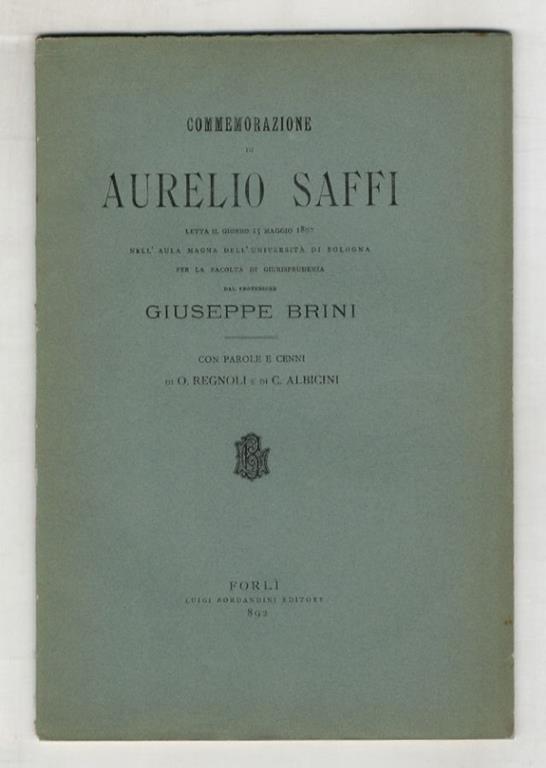 COMMEMORAZIONE
DI
AURELIO SAFFI
LETTA IL GIORNO 15 MAGGIO
NELL' AULA MAGNA DELL' UNIVERSITÀ DI BOLOGNA
PER LA FACOLTÀ DI GIURISPRUDENZA
DAL PROFESSORE
GIUSEPPE BRINI
CON PAROLE E CENNI
DI O. REGNOLI E DI C. ALBICINI
FORLÌ
LUIGI BORDANDINI EDITORE
892